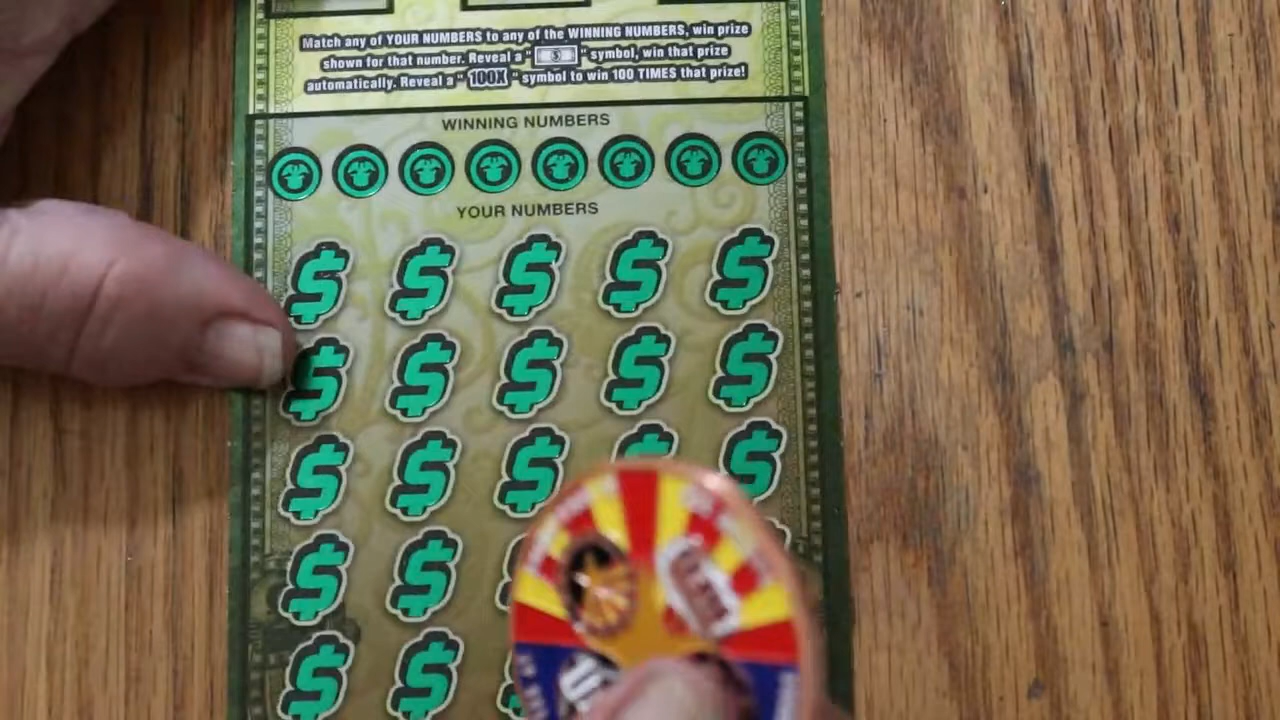 Match any of YOUR NUMBERS to any of the WINNING NUMBERS, win prize
shown for that number. Reveal a " $ " symbol, win that prize
automatically. Reveal a " 100X " symbol to win 100 TIMES that prize!
WINNING NUMBERS
YOUR NUMBERS
$ $ $ $ $
$ $ $ $ $
$ $ $ $ $
$ $
$ $